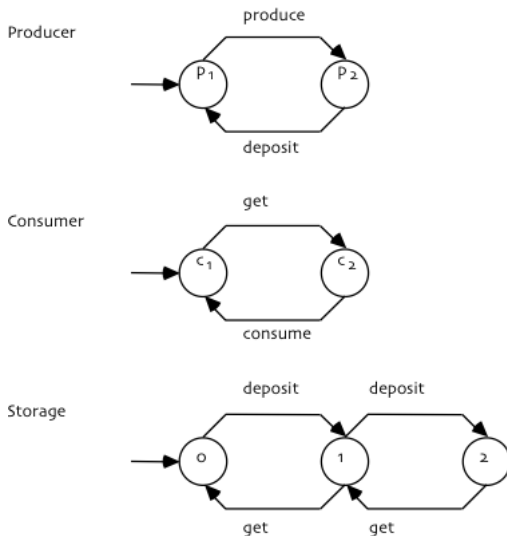 produce
Producer
P1
P2
deposit
get
Consumer
c1
c2
consume
deposit
deposit
Storage
0
1
2
get
get